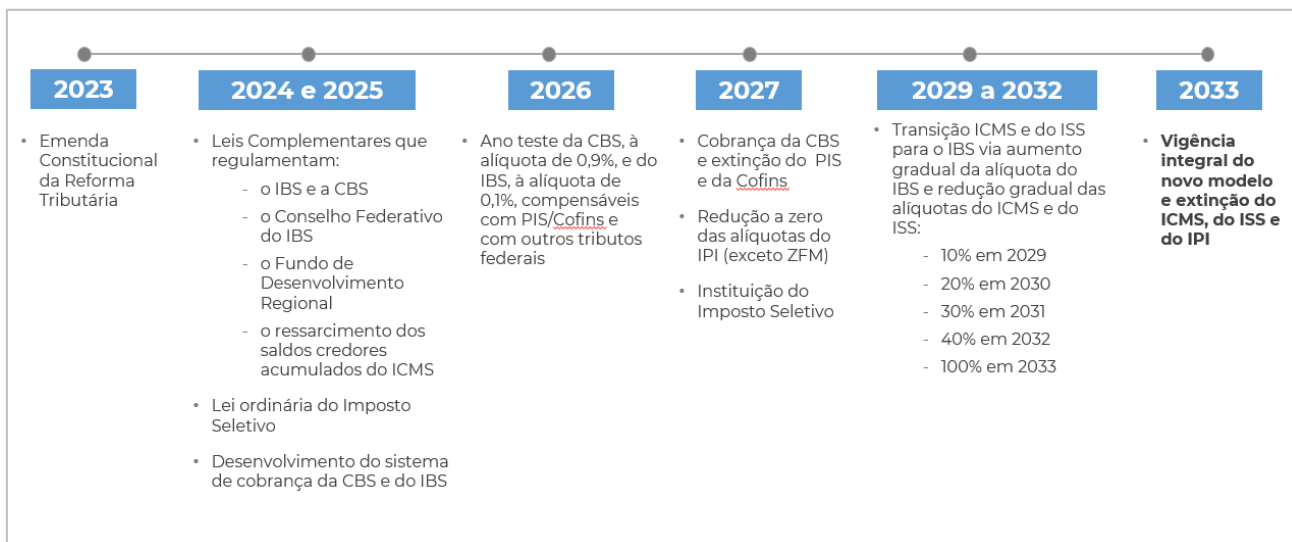 2023
• Emenda
Constitucional
da Reforma
Tributária
2024 e 2025
• Leis Complementares que
regulamentam:
- o IBS e a CBS
- o Conselho Federativo
do IBS
- o Fundo de
Desenvolvimento
Regional
- o ressarcimento dos
saldos credores
acumulados do ICMS
• Lei ordinária do Imposto
Seletivo
• Desenvolvimento do sistema
de cobrança da CBS e do IBS
2026
• Ano teste da CBS, à
alíquota de 0,9%, e do
IBS, à alíquota de
0,1%, compensáveis
com PIS/Cofins e
com outros tributos
federais
2027
• Cobrança da CBS
e extinção do PIS
e da Cofins
• Redução a zero
das alíquotas do
IPI (exceto ZFM)
• Instituição do
Imposto Seletivo
2029 a 2032
• Transição ICMS e do ISS
para o IBS via aumento
gradual da alíquota do
IBS e redução gradual das
alíquotas do ICMS e do
ISS:
- 10% em 2029
- 20% em 2030
- 30% em 2031
- 40% em 2032
- 100% em 2033
2033
• Vigência
integral do
novo modelo
e extinção do
ICMS, do ISS e
do IPI